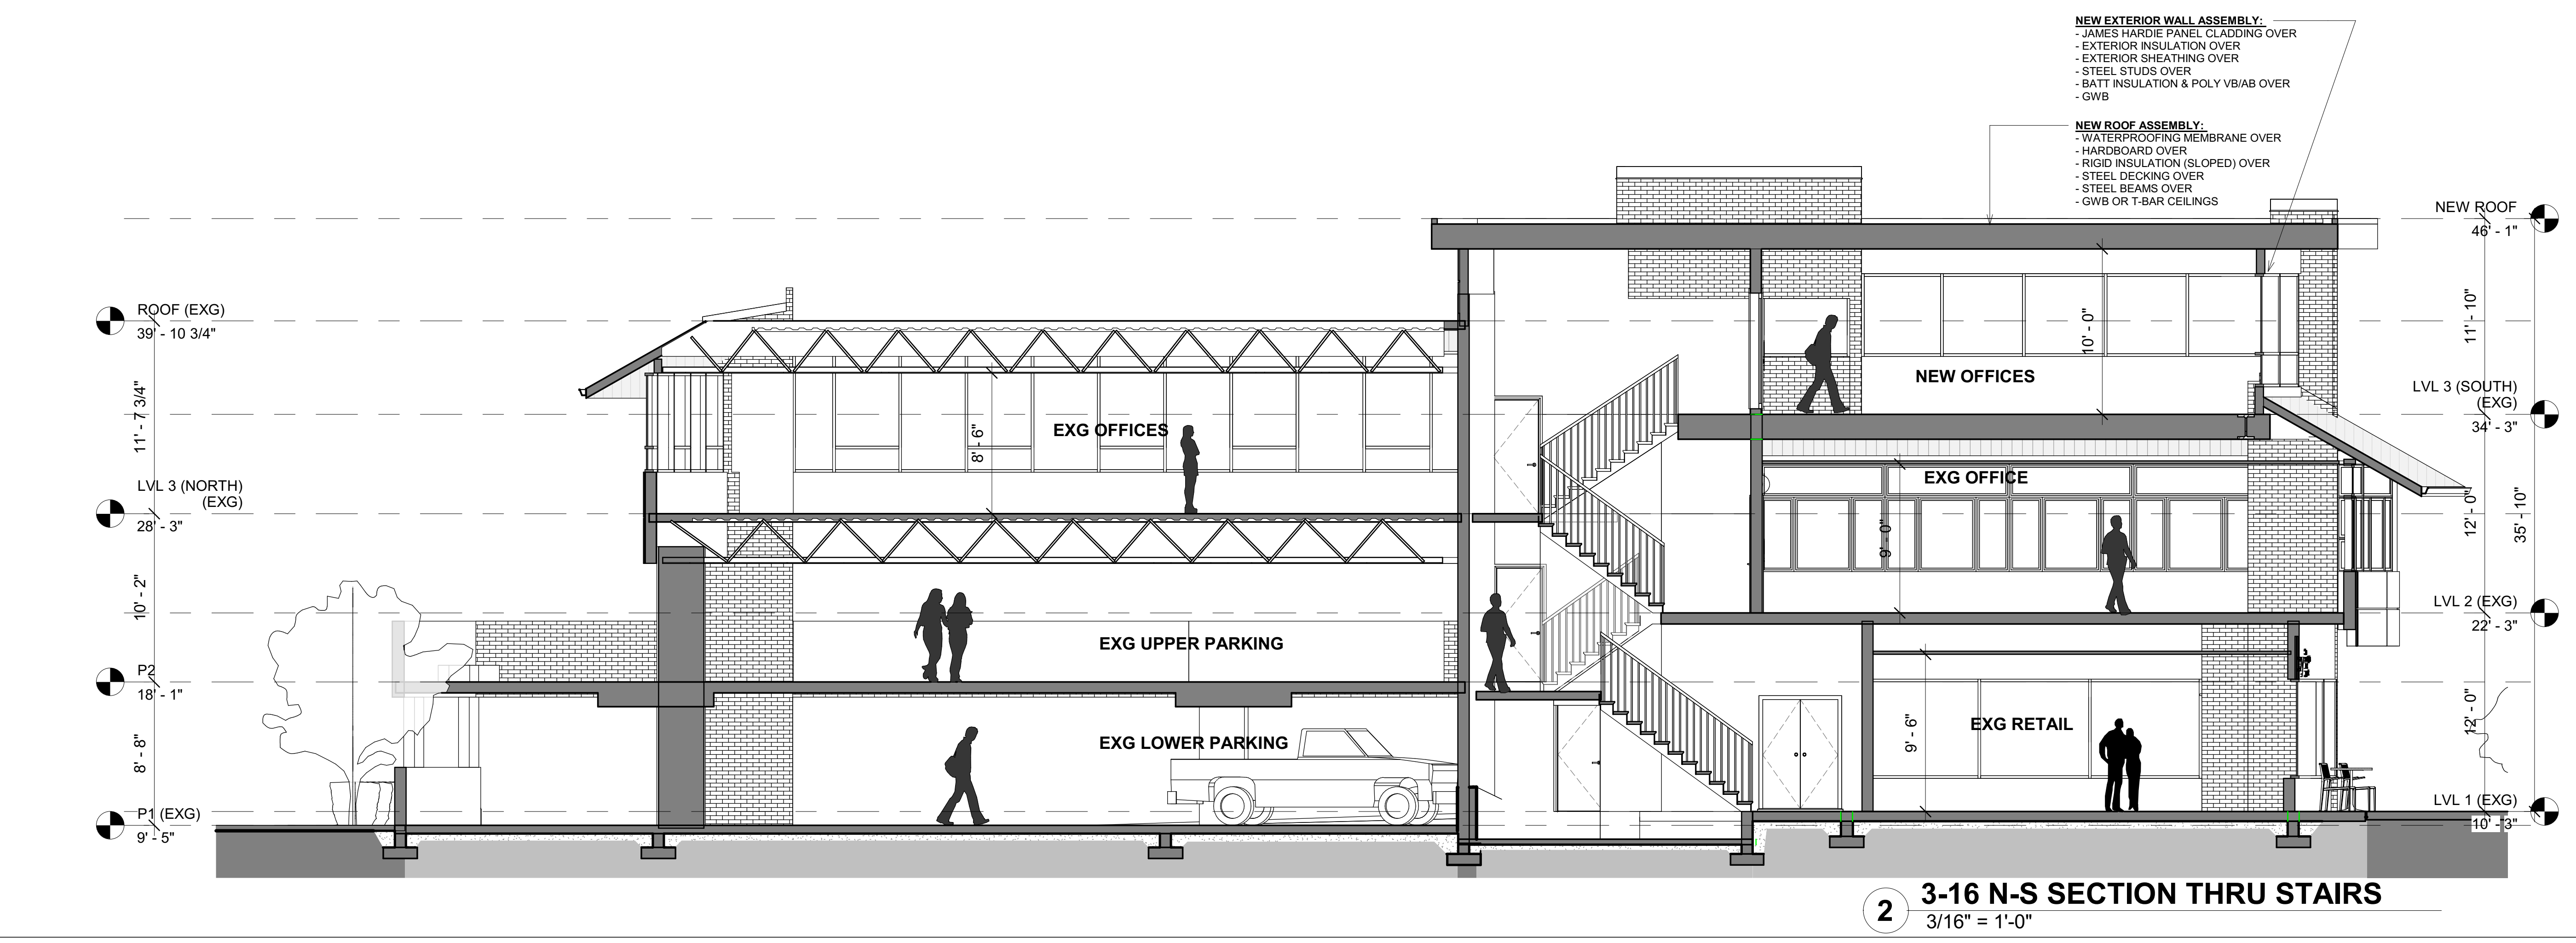 NEW EXTERIOR WALL ASSEMBLY:
- JAMES HARDIE PANEL CLADDING OVER
- EXTERIOR INSULATION OVER
- EXTERIOR SHEATHING OVER
- STEEL STUDS OVER
- BATT INSULATION & POLY VB/AB OVER
- GWB
NEW ROOF ASSEMBLY:
- WATERPROOFING MEMBRANE OVER
- HARDBOARD OVER
- RIGID INSULATION (SLOPED) OVER
- STEEL DECKING OVER
- STEEL BEAMS OVER
- GWB OR T-BAR CEILINGS
ROOF (EXG)
39' - 10 3/4"
11' - 7 3/4"
LVL 3 (NORTH)
(EXG)
28' - 3"
10' - 2"
P2
18' - 1"
8' - 8"
P1 (EXG)
9' - 5"
EXG OFFICES
8' - 6"
EXG UPPER PARKING
EXG LOWER PARKING
NEW OFFICES
10' - 0"
EXG OFFICE
9' - 0"
EXG RETAIL
9' - 6"
NEW ROOF
46' - 1"
11' - 10"
LVL 3 (SOUTH)
(EXG)
34' - 3"
12' - 0"
35' - 10"
LVL 2 (EXG)
22' - 3"
12' - 0"
LVL 1 (EXG)
10' - 3"
2
3-16 N-S SECTION THRU STAIRS
3/16" = 1'-0"